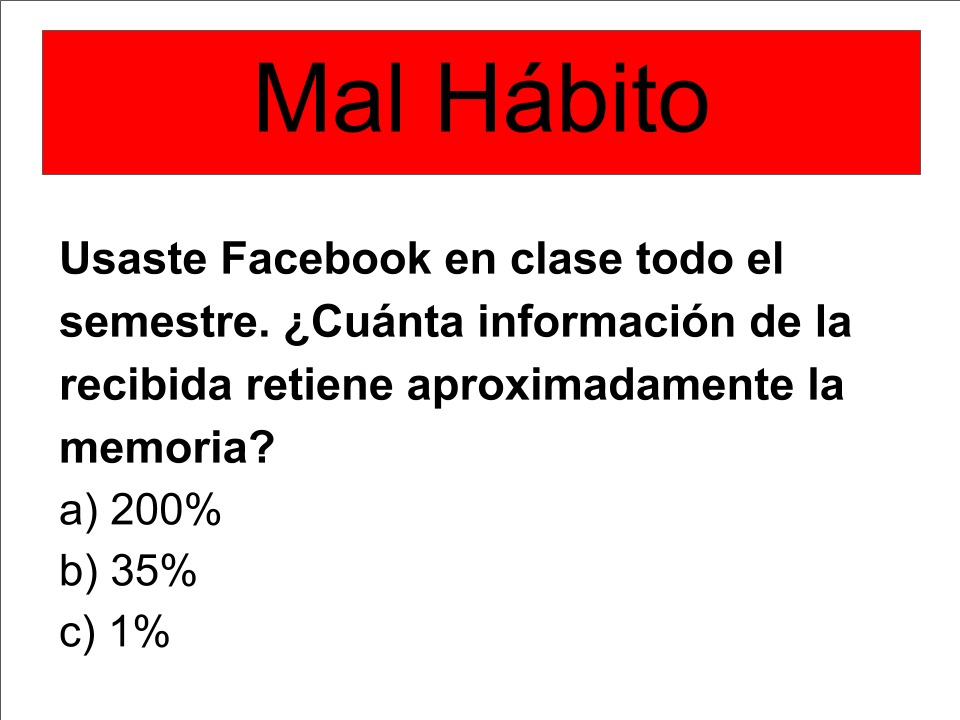 Mal Hábito
Usaste Facebook en clase todo el
semestre. ¿Cuánta información de la
recibida retiene aproximadamente la
memoria?
a) 200%
b) 35%
c) 1%